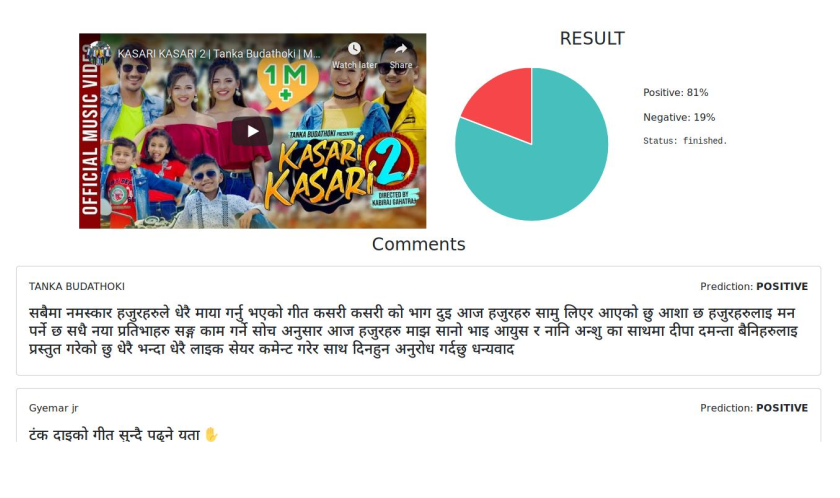 KASARI KASARI 2 | Tanka Budathoki | M...
Watch later
Share
OFFICIAL MUSIC VIDEO
1M
+
TANKA BUDATHOKI PRESENTS
KASARI
KASARI 2
DIRECTED BY
KABIRAJ GAHATRAJ
RESULT
Positive: 81%
Negative: 19%
Status: finished.
Comments
TANKA BUDATHOKI
Prediction: POSITIVE
सबैमा नमस्कार हजुरहरुले धेरै माया गर्नु भएको गीत कसरी कसरी को भाग दुइ आज हजुरहरु सामु लिएर आएको छु आशा छ हजुरहरुलाइ मन
पर्ने छ सधै नया प्रतिभाहरु सङ्ग काम गर्ने सोच अनुसार आज हजुरहरु माझ सानो भाइ आयुस र नानि अन्शु का साथमा दीपा दमन्ता बैनिहरुलाइ
प्रस्तुत गरेको छु धेरै भन्दा धेरै लाइक सेयर कमेन्ट गरेर साथ दिनहुन अनुरोध गर्दछु धन्यवाद
Gyemar jr
Prediction: POSITIVE
टंक दाइको गीत सुन्दै पढ्ने यता ✋